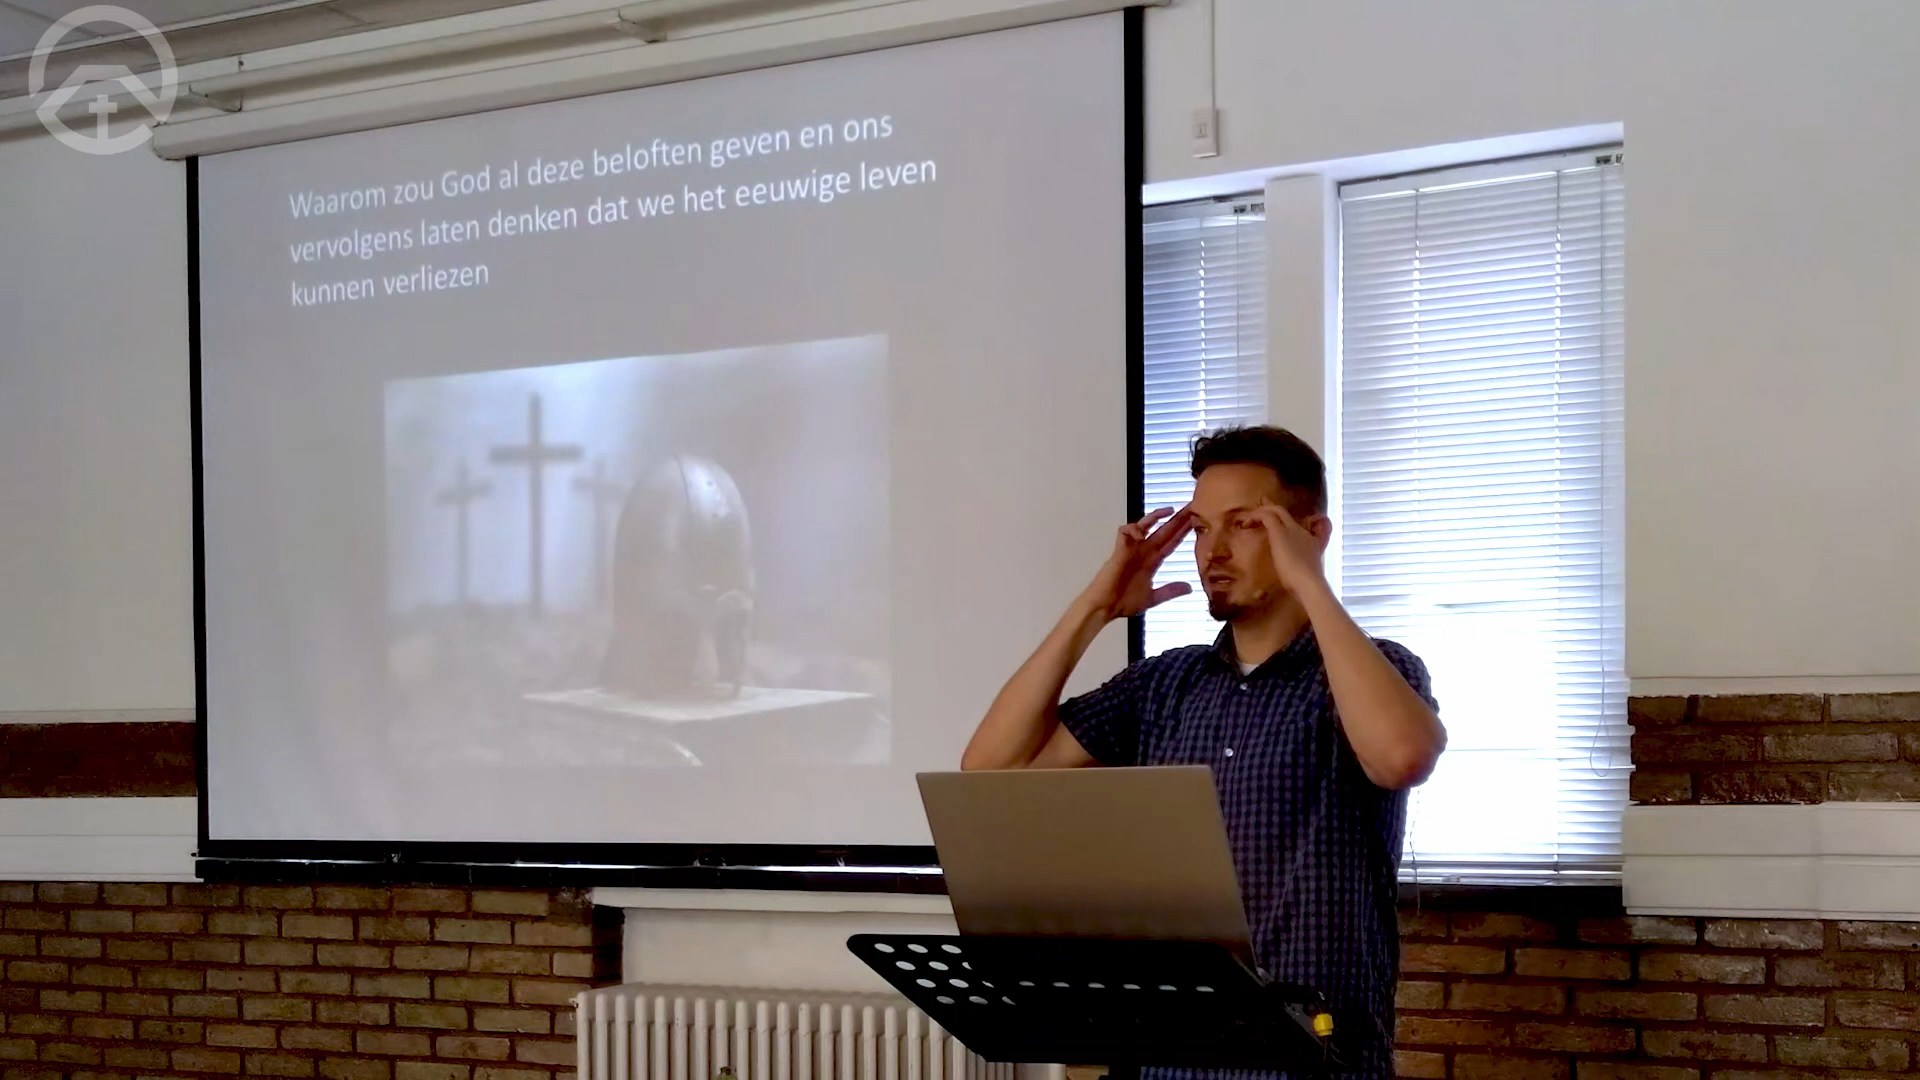 Waarom zou God al deze beloften geven en ons
vervolgens laten denken dat we het eeuwige leven
kunnen verliezen